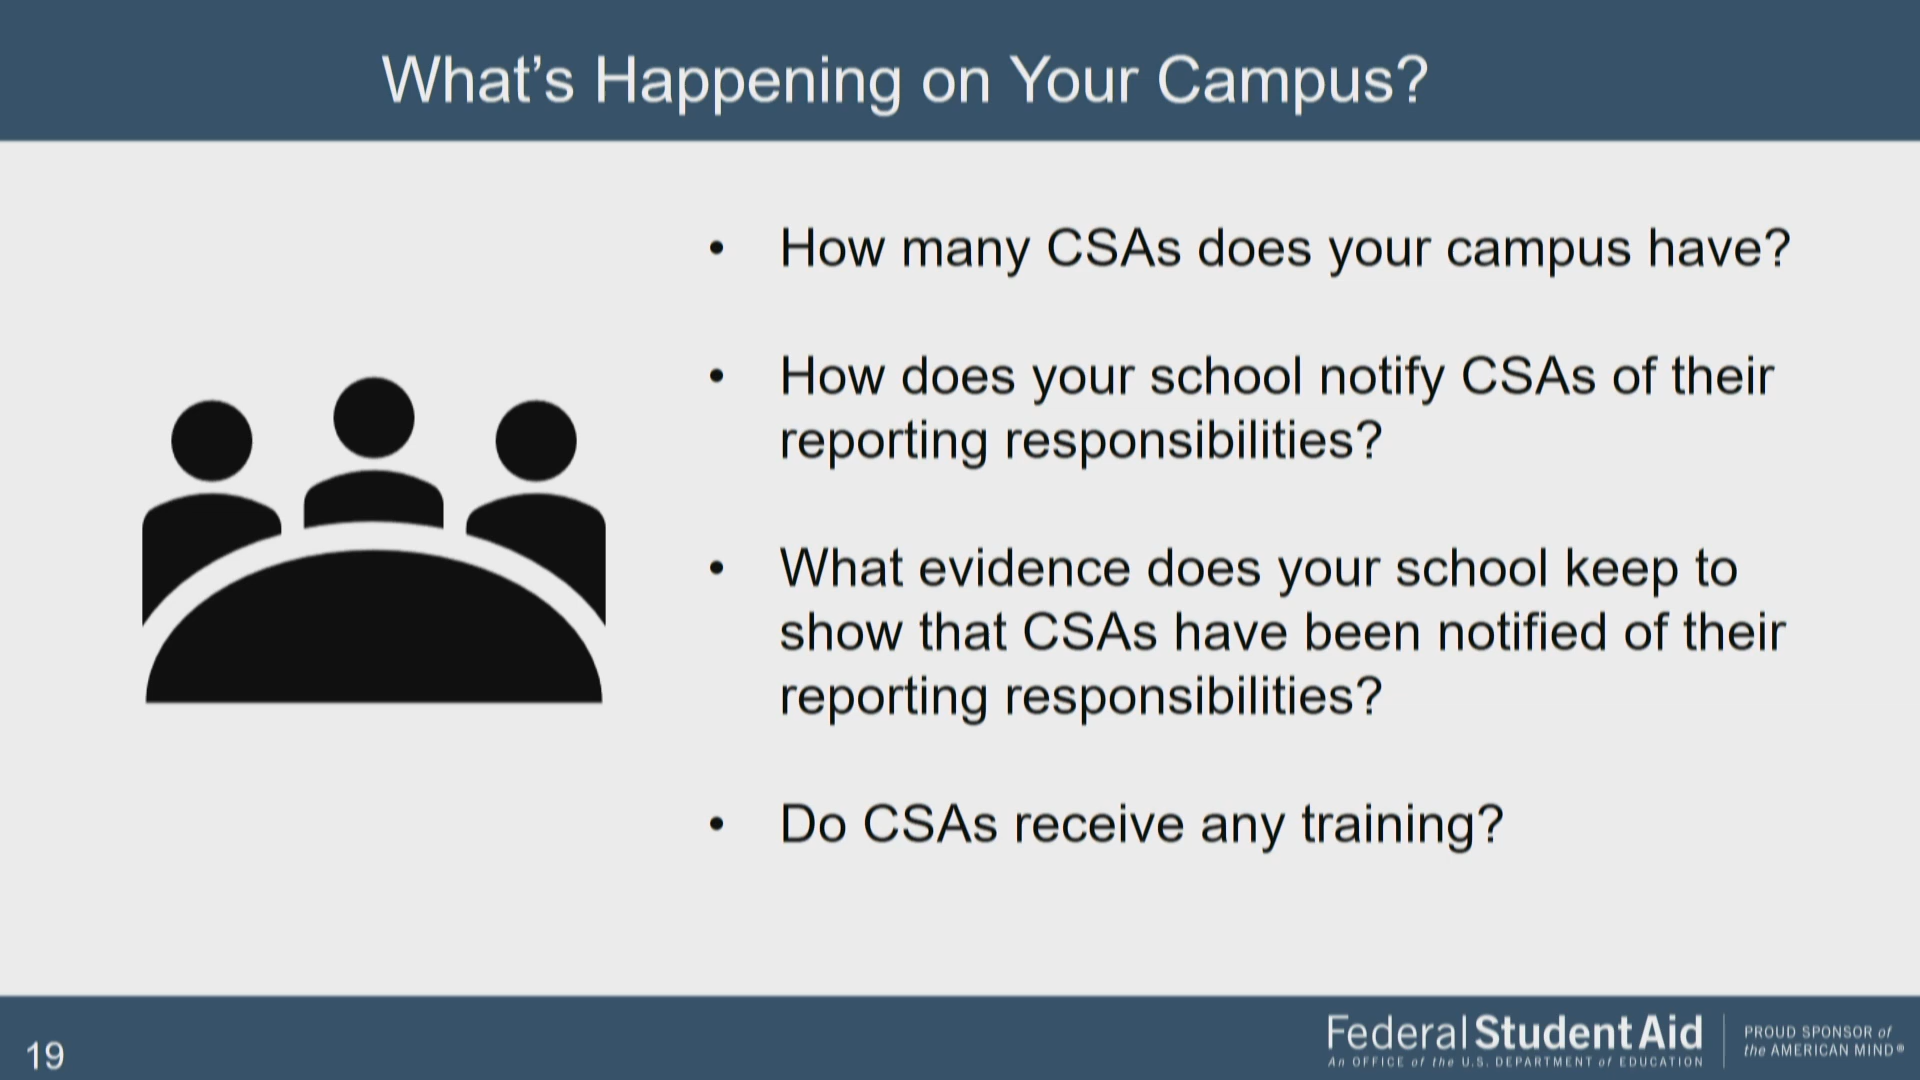 What’s Happening on Your Campus?
• How many CSAs does your campus have?
• How does your school notify CSAs of their
reporting responsibilities?
• What evidence does your school keep to
show that CSAs have been notified of their
reporting responsibilities?
• Do CSAs receive any training?
19
Federal Student Aid
An OFFICE of the U.S. DEPARTMENT of EDUCATION
PROUD SPONSOR of
the AMERICAN MIND®